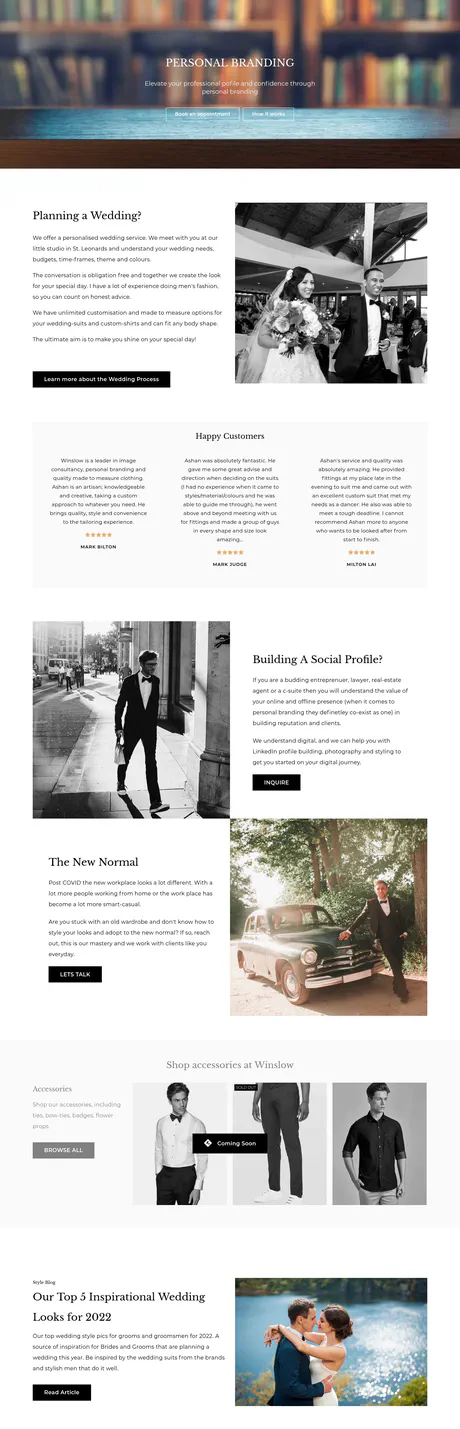 PERSONAL BRANDING
Elevate your professional pofile and confidence through
personal branding
Book an appointment
How it works
Planning a Wedding?
We offer a personalised wedding service. We meet with you at our
little studio in St. Leonards and understand your wedding needs,
budgets, time-frames, theme and colours.
The conversation is obligation free and together we create the look
for your special day. I have a lot of experience doing men's fashion,
so you can count on honest advice.
We have unlimited customisation and made to measure options for
your wedding-suits and custom-shirts and can fit any body shape.
The ultimate aim is to make you shine on your special day!
Learn more about the Wedding Process
Happy Customers
Winslow is a leader in image
consultancy, personal branding and
quality made to measure clothing.
Ashan is an artisan; knowledgeable
and creative, taking a custom
approach to whatever you need. He
brings quality, style and convenience
to the tailoring experience.
MARK BILTON
Ashan was absolutely fantastic. He
gave me some great advise and
direction when deciding on the suits
(I had no experience when it came to
styles/material/colours and he was
able to guide me through), he went
above and beyond meeting with us
for fittings and made a group of guys
in every shape and size look
amazing...
MARK JUDGE
Ashan's service and quality was
absolutely amazing. He provided
fittings at my place late in the
evening to suit me and came out with
an excellent custom suit that met my
needs as a dancer. He also was able to
meet a tough deadline. I cannot
recommend Ashan more to anyone
who wants to be looked after from
start to finish.
MILTON LAI
Building A Social Profile?
If you are a budding entreprenuer, lawyer, real-estate
agent or a c-suite then you will understand the value of
your online and offline presence (when it comes to
personal branding they definetley co-exist as one) in
building reputation and clients.
We understand digital, and we can help you with
LinkedIn profile building, photography and styling to
get you started on your digital journey.
INQUIRE
The New Normal
Post COVID the new workplace looks a lot different. With a
lot more people working from home or the work place has
become a lot more smart-casual.
Are you stuck with an old wardrobe and don't know how to
style your looks and adopt to the new normal? If so, reach
out, this is our mastery and we work with clients like you
everyday.
LETS TALK
Shop accessories at Winslow
Accessories
Shop our accessories, including
ties, bow-ties, badges, flower
props
BROWSE ALL
SOLD OUT
Coming Soon
Style Blog
Our Top 5 Inspirational Wedding
Looks for 2022
Our top wedding style pics for grooms and groomsmen for 2022. A
source of inspiration for Brides and Grooms that are planning a
wedding this year. Be inspired by the wedding suits from the brands
and stylish men that do it well.
Read Article